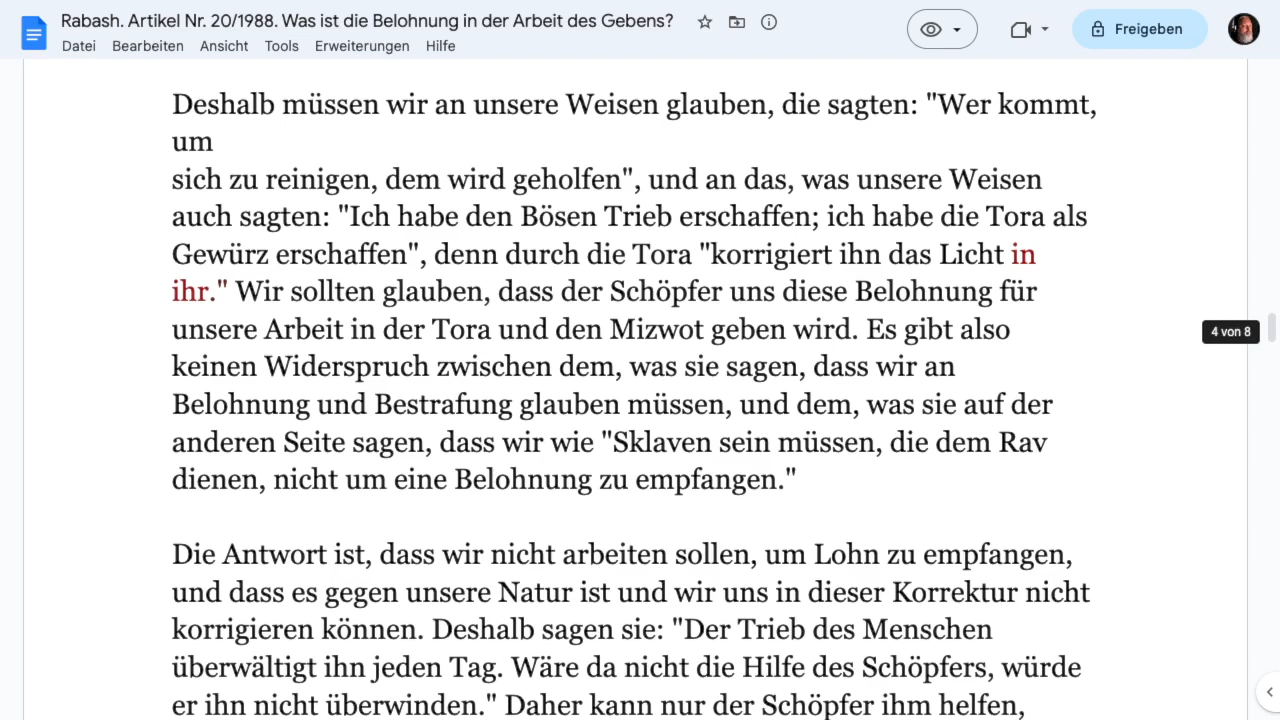 Rabash. Artikel Nr. 20/1988. Was ist die Belohnung in der Arbeit des Gebens?
Datei Bearbeiten Ansicht Tools Erweiterungen Hilfe
Freigeben
Deshalb müssen wir an unsere Weisen glauben, die sagten: "Wer kommt,
um
sich zu reinigen, dem wird geholfen", und an das, was unsere Weisen
auch sagten: "Ich habe den Bösen Trieb erschaffen; ich habe die Tora als
Gewürz erschaffen", denn durch die Tora "korrigiert ihn das Licht in
ihr." Wir sollten glauben, dass der Schöpfer uns diese Belohnung für
unsere Arbeit in der Tora und den Mizwot geben wird. Es gibt also
keinen Widerspruch zwischen dem, was sie sagen, dass wir an
Belohnung und Bestrafung glauben müssen, und dem, was sie auf der
anderen Seite sagen, dass wir wie "Sklaven sein müssen, die dem Rav
dienen, nicht um eine Belohnung zu empfangen."
Die Antwort ist, dass wir nicht arbeiten sollen, um Lohn zu empfangen,
und dass es gegen unsere Natur ist und wir uns in dieser Korrektur nicht
korrigieren können. Deshalb sagen sie: "Der Trieb des Menschen
überwältigt ihn jeden Tag. Wäre da nicht die Hilfe des Schöpfers, würde
er ihn nicht überwinden." Daher kann nur der Schöpfer ihm helfen,
4 von 8